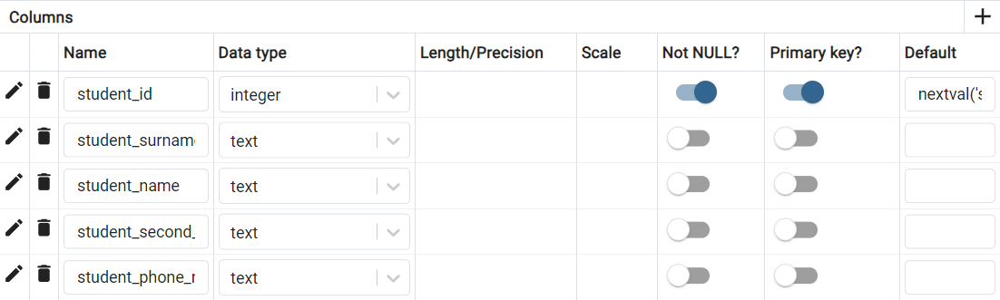 Columns
Name Data type Length/Precision Scale Not NULL? Primary key? Default
student_id integer nextval('s
student_surnam text
student_name text
student_second_ text
student_phone_r text